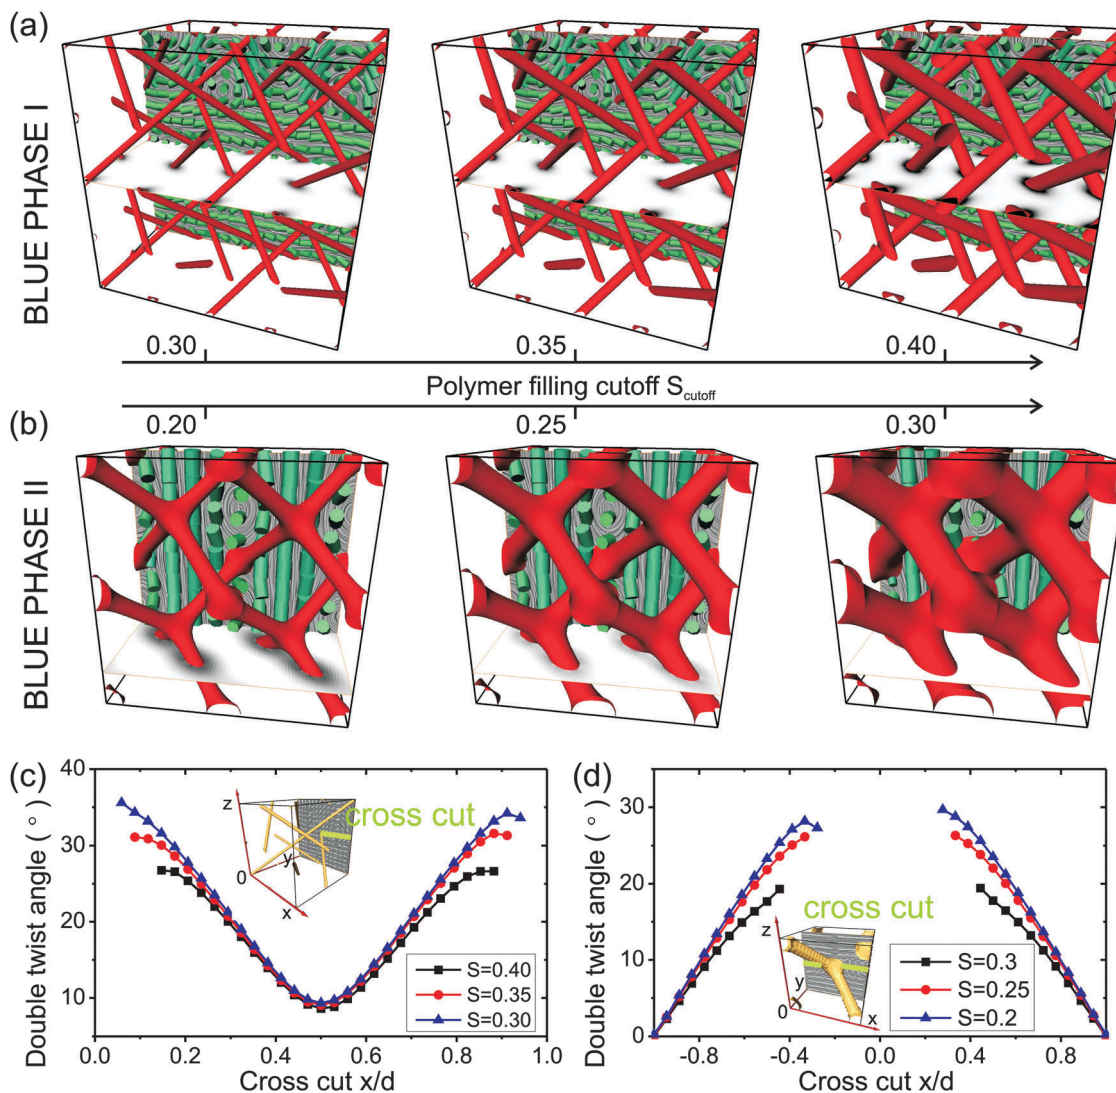 (a)
BLUE PHASE I
0.30 0.35 0.40
Polymer filling cutoff Scutoff
0.20 0.25 0.30
(b)
BLUE PHASE II
(c)
Double twist angle ( ° )
40
30
20
10
0.0 0.2 0.4 0.6 0.8 1.0
Cross cut x/d
z
y
0
x
cross cut
S=0.40
S=0.35
S=0.30
(d)
Double twist angle ( ° )
30
20
10
0
-0.8 -0.4 0.0 0.4 0.8
Cross cut x/d
cross cut
z
y
0
x
S=0.3
S=0.25
S=0.2